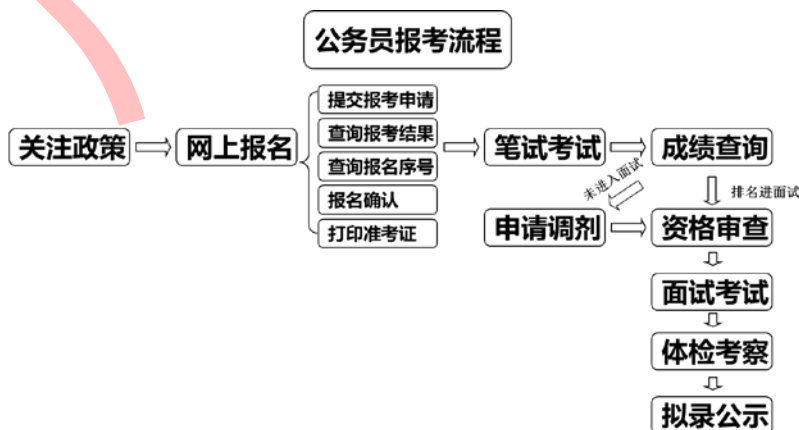 公务员报考流程
提交报考申请
关注政策
网上报名
查询报考结果
查询报名序号
报名确认
打印准考证
笔试考试
成绩查询
未进入面试
排名进面试
申请调剂
资格审查
面试考试
体检考察
拟录公示